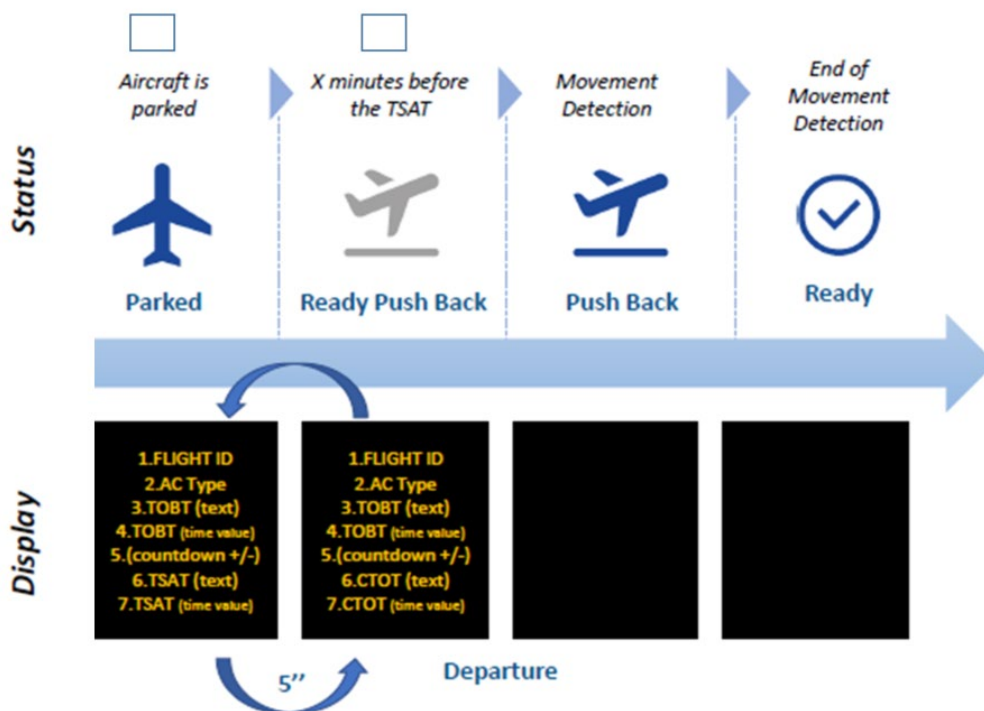 Status
Aircraft is
parked
X minutes before
the TSAT
Movement
Detection
End of
Movement
Detection
Parked
Ready Push Back
Push Back
Ready
Display
1.FLIGHT ID
2.AC Type
3.TOBT (text)
4.TOBT (time value)
5.(countdown +/-)
6.TSAT (text)
7.TSAT (time value)
1.FLIGHT ID
2.AC Type
3.TOBT (text)
4.TOBT (time value)
5.(countdown +/-)
6.CTOT (text)
7.CTOT (time value)
5’’
Departure